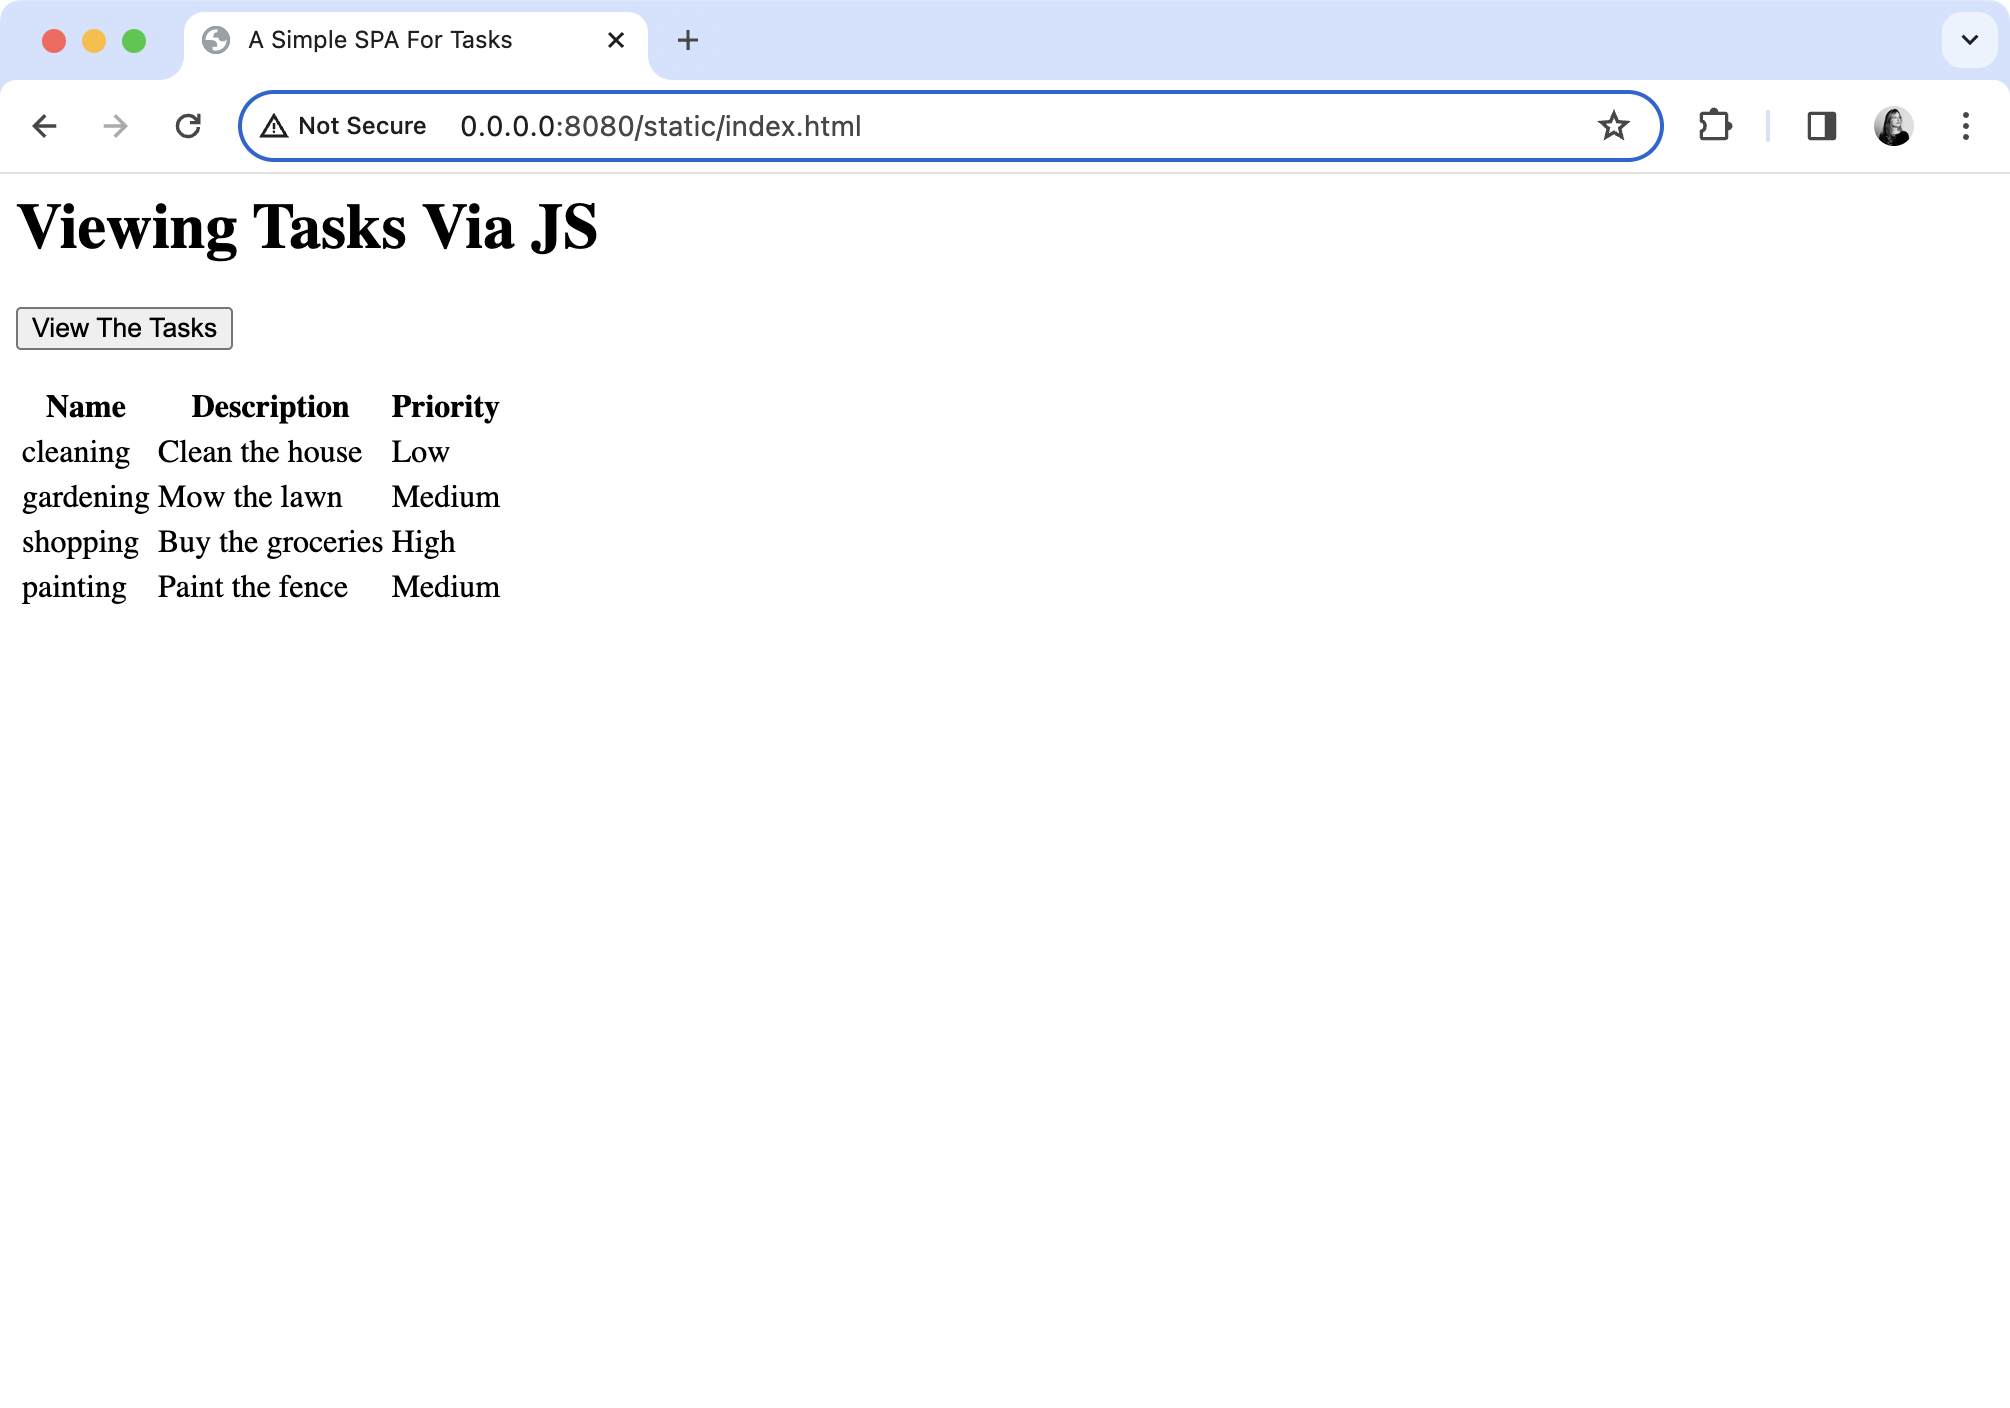 A Simple SPA For Tasks
Not Secure 0.0.0.0:8080/static/index.html
Viewing Tasks Via JS
View The Tasks
Name Description Priority
cleaning Clean the house Low
gardening Mow the lawn Medium
shopping Buy the groceries High
painting Paint the fence Medium